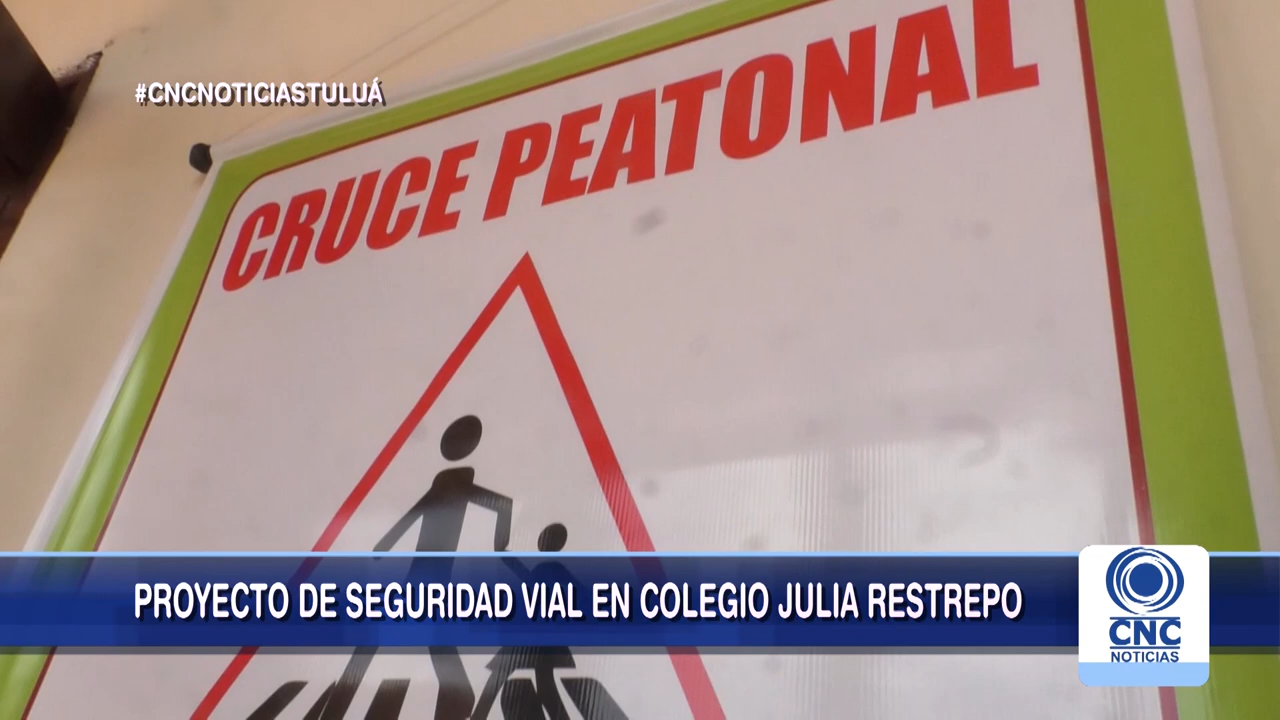 #CNCNOTICIASTULUÁ
CRUCE PEATONAL
PROYECTO DE SEGURIDAD VIAL EN COLEGIO JULIA RESTREPO
CNC
NOTICIAS